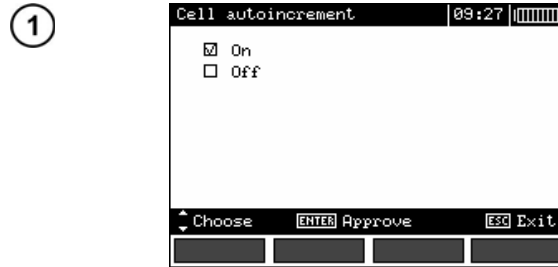 1
Cell autoincrement 09:27
On
Off
Choose ENTER Approve ESC Exit